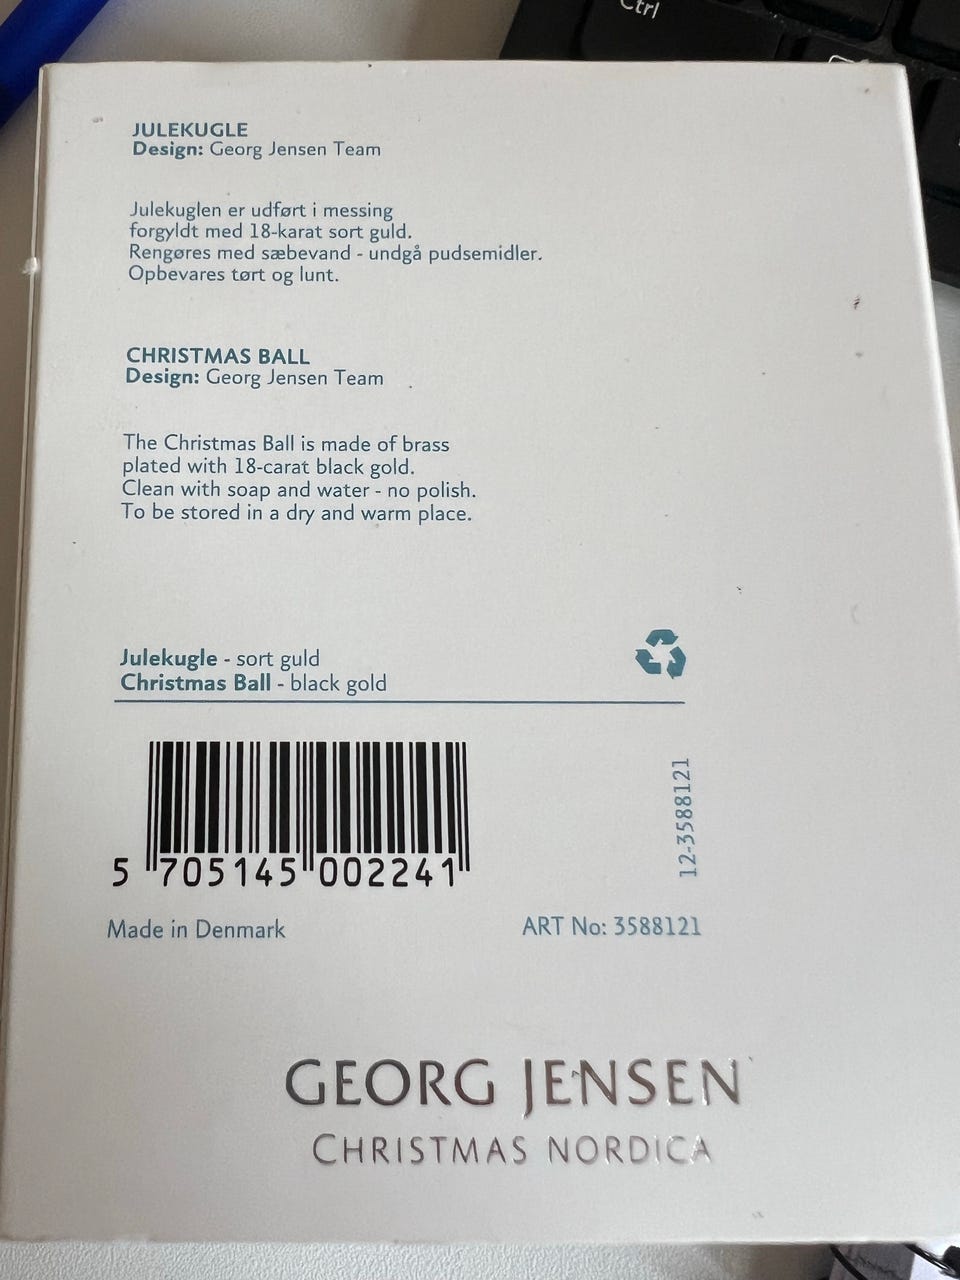 Ctrl
JULEKUGLE
Design: Georg Jensen Team
Julekuglen er udført i messing
forgyldt med 18-karat sort guld.
Rengøres med sæbevand - undgå pudsemidler.
Opbevares tørt og lunt.
CHRISTMAS BALL
Design: Georg Jensen Team
The Christmas Ball is made of brass
plated with 18-carat black gold.
Clean with soap and water - no polish.
To be stored in a dry and warm place.
Julekugle - sort guld
Christmas Ball - black gold
5 705145 002241
12-3588121
Made in Denmark
ART No: 3588121
GEORG JENSEN
CHRISTMAS NORDICA